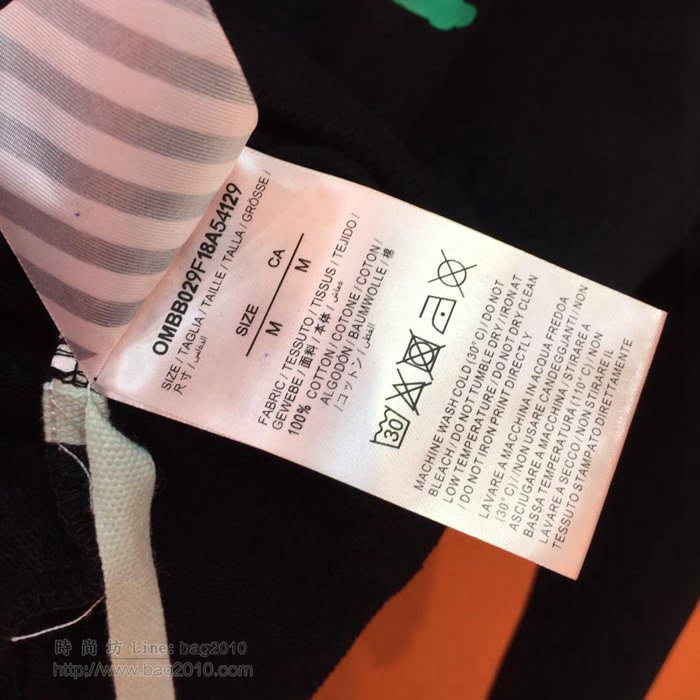 OMBB029F18A54129
SIZE / TAGLIA / TAILLE / TALLA / GRÖSSE /
尺寸 / المقاس
SIZE CA
M M
FABRIC / TESSUTO / TISSUS / TEJIDO /
GEWEBE / 面料 / 本体 / قماش
100% COTTON / COTONE / COTON /
ALGODÓN / BAUMWOLLE / 棉
/ コットン / القطن
30
MACHINE WASH COLD (30°C) / DO NOT
BLEACH / DO NOT TUMBLE DRY / IRON AT
LOW TEMPERATURE / DO NOT DRY CLEAN
/ DO NOT IRON PRINT DIRECTLY
LAVARE A MACCHINA IN ACQUA FREDDA
(30°C) / NON USARE CANDEGGIANTI / NON
ASCIUGARE A MACCHINA / STIRARE A
BASSA TEMPERATURA (110°C) / NON
LAVARE A SECCO / NON STIRARE IL
TESSUTO STAMPATO DIRETTAMENTE
時尚坊 Line: bag2010
http://www.bag2010.com